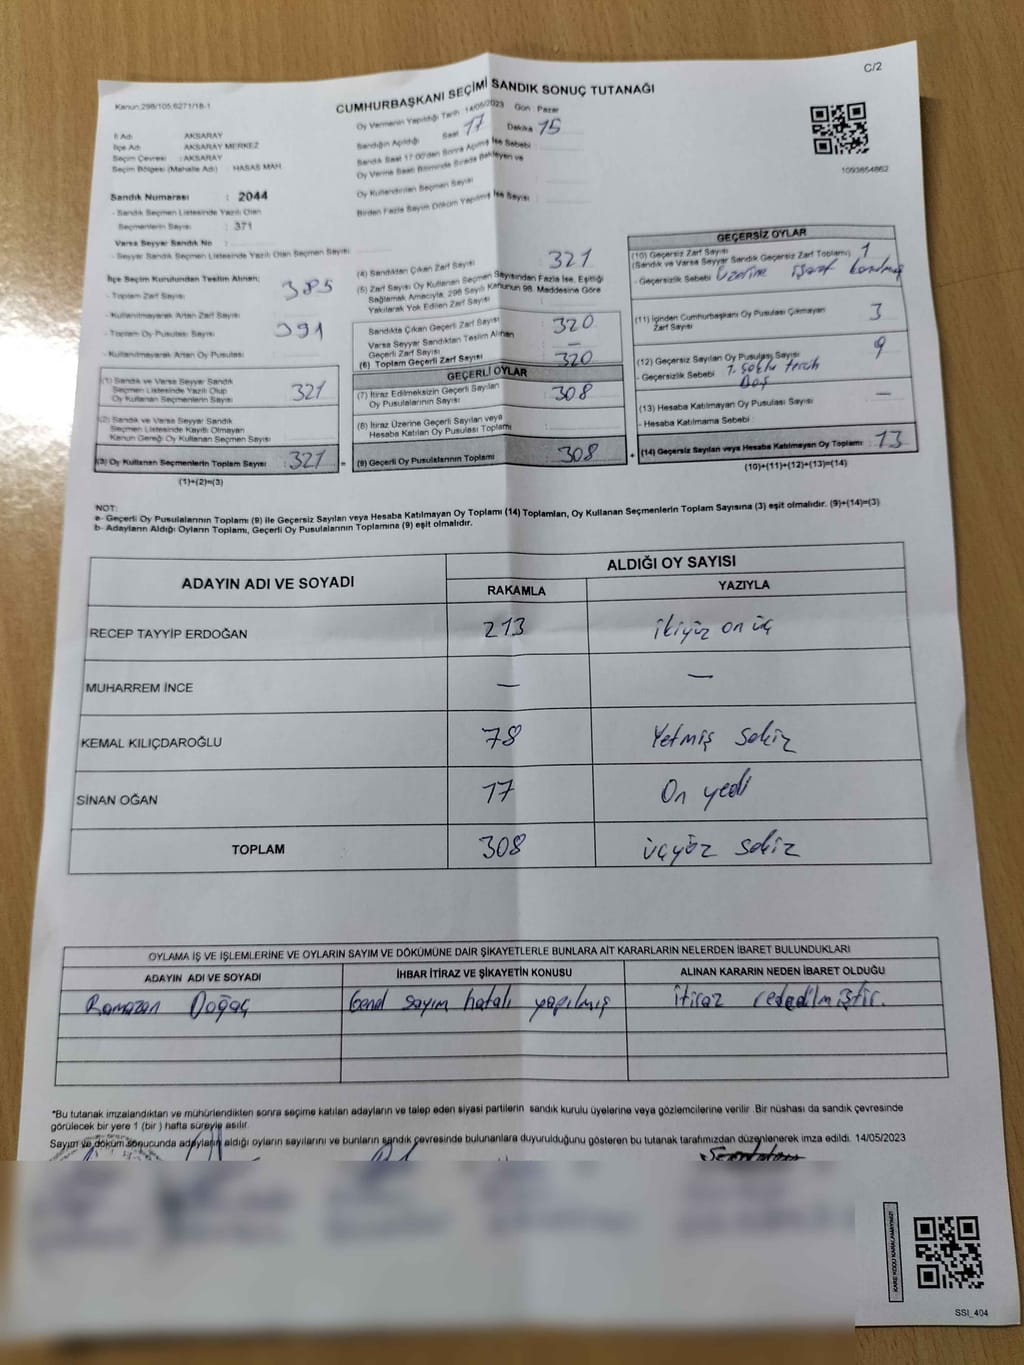 C/2
Kanun:298/105;6271/18-1
CUMHURBAŞKANI SEÇİMİ SANDIK SONUÇ TUTANAĞI
Oy Vermenin Yapıldığı Tarih 14/05/2023 Gün : Pazar
Sandığın Açıldığı Saat 17 Dakika 15
Sandık Saat 17:00'den Sonra Açılmış İse Sebebi :
Oy Verme Saati Bitiminde Sırada Bekleyen ve
Oy Kullandırılan Seçmen Sayısı
Birden Fazla Sayım Döküm Yapılmış İse Sayısı
1093854862
İl Adı : AKSARAY
İlçe Adı : AKSARAY MERKEZ
Seçim Çevresi : AKSARAY
Seçim Bölgesi (Mahalle Adı) : HASAS MAH.
Sandık Numarası : 2044
- Sandık Seçmen Listesinde Yazılı Olan
Seçmenlerin Sayısı : 371
Varsa Seyyar Sandık No :
- Seyyar Sandık Seçmen Listesinde Yazılı Olan Seçmen Sayısı
İlçe Seçim Kurulundan Teslim Alınan;
- Toplam Zarf Sayısı : 385
- Kullanılmayarak Artan Zarf Sayısı :
- Toplam Oy Pusulası Sayısı : 391
- Kullanılmayarak Artan Oy Pusulası :
(1) Sandık ve Varsa Seyyar Sandık
Seçmen Listesinde Yazılı Olup
Oy Kullanan Seçmenlerin Sayısı : 321
(2) Sandık ve Varsa Seyyar Sandık
Seçmen Listesinde Kayıtlı Olmayan
Kanun Gereği Oy Kullanan Seçmen Sayısı :
(3) Oy Kullanan Seçmenlerin Toplam Sayısı : 321 =
(1)+(2)=(3)
(4) Sandıktan Çıkan Zarf Sayısı : 321
(5) Zarf Sayısı Oy Kullanan Seçmen Sayısından Fazla İse, Eşitliği
Sağlamak Amacıyla, 298 Sayılı Kanunun 98. Maddesine Göre
Yakılarak Yok Edilen Zarf Sayısı
Sandıkta Çıkan Geçerli Zarf Sayısı : 320
Varsa Seyyar Sandıktan Teslim Alınan
Geçerli Zarf Sayısı : —
(6) Toplam Geçerli Zarf Sayısı : 320
GEÇERLİ OYLAR
(7) İtiraz Edilmeksizin Geçerli Sayılan
Oy Pusulalarının Sayısı : 308
(8) İtiraz Üzerine Geçerli Sayılan veya
Hesaba Katılan Oy Pusulası Toplamı :
(9) Geçerli Oy Pusulalarının Toplamı : 308 +
GEÇERSİZ OYLAR
(10) Geçersiz Zarf Sayısı
(Sandık ve Varsa Seyyar Sandık Geçersiz Zarf Toplamı) : 1
- Geçersizlik Sebebi : Üzerine işaret konulmuş
(11) İçinden Cumhurbaşkanı Oy Pusulası Çıkmayan
Zarf Sayısı : 3
(12) Geçersiz Sayılan Oy Pusulası Sayısı : 9
- Geçersizlik Sebebi : tercih
Boş
(13) Hesaba Katılmayan Oy Pusulası Sayısı : —
- Hesaba Katılmama Sebebi :
(14) Geçersiz Sayılan veya Hesaba Katılmayan Oy Toplamı : 13
(10)+(11)+(12)+(13)=(14)
NOT:
a- Geçerli Oy Pusulalarının Toplamı (9) ile Geçersiz Sayılan veya Hesaba Katılmayan Oy Toplamı (14) Toplamları, Oy Kullanan Seçmenlerin Toplam Sayısına (3) eşit olmalıdır. (9)+(14)=(3)
b- Adayların Aldığı Oyların Toplamı, Geçerli Oy Pusulalarının Toplamına (9) eşit olmalıdır.
ADAYIN ADI VE SOYADI ALDIĞI OY SAYISI
RAKAMLA YAZIYLA
RECEP TAYYİP ERDOĞAN 213 ikiyüz on üç
MUHARREM İNCE — —
KEMAL KILIÇDAROĞLU 78 Yetmiş sekiz
SİNAN OĞAN 17 On yedi
TOPLAM 308 üçyüz sekiz
OYLAMA İŞ VE İŞLEMLERİNE VE OYLARIN SAYIM VE DÖKÜMÜNE DAİR ŞİKAYETLERLE BUNLARA AİT KARARLARIN NELERDEN İBARET BULUNDUKLARI
ADAYIN ADI VE SOYADI İHBAR İTİRAZ VE ŞİKAYETİN KONUSU ALINAN KARARIN NEDEN İBARET OLDUĞU
Ramazan Doğaç Genel sayım hatalı yapılmış itiraz rededilmiştir.
*Bu tutanak imzalandıktan ve mühürlendikten sonra seçime katılan adayların ve talep eden siyasi partilerin sandık kurulu üyelerine veya gözlemcilerine verilir .Bir nüshası da sandık çevresinde
görülecek bir yere 1 (bir ) hafta süreyle asılır.
Sayım ve döküm sonucunda adayların aldığı oyların sayılarını ve bunların sandık çevresinde bulunanlara duyurulduğunu gösteren bu tutanak tarafımızdan düzenlenerek imza edildi. 14/05/2023
KARE KODU KARALAMAYINIZ!
SSİ_404